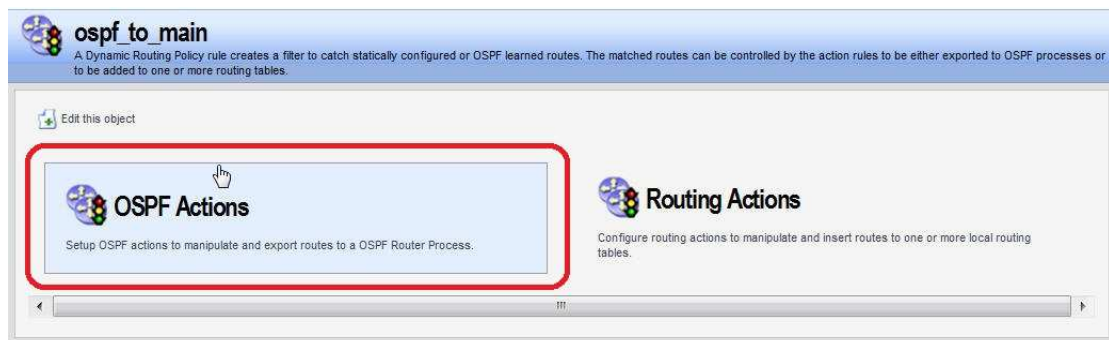 ospf_to_main
A Dynamic Routing Policy rule creates a filter to catch statically configured or OSPF learned routes. The matched routes can be controlled by the action rules to be either exported to OSPF processes or
to be added to one or more routing tables.
Edit this object
OSPF Actions
Setup OSPF actions to manipulate and export routes to a OSPF Router Process.
Routing Actions
Configure routing actions to manipulate and insert routes to one or more local routing
tables.